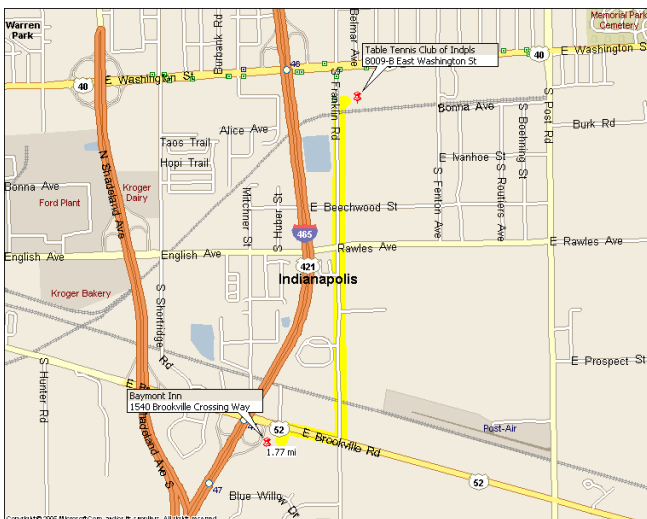 Warren
Park
Buburk Rd
46
Belmar Ave
Memorial Park
Cemetery
Table Tennis Club of Indpls
8009-B East Washington St
40
E Washington St
E Washington St
40
S Franklin Rd
Bonna Ave
S Post Rd
Burk Rd
Alice Ave
Taos Trail
Hopi Trail
N Shadeland Ave
E Ivanhoe
S Boehning St
S Routiers Ave
S Fenton Ave
Bonna Ave
Kroger
Dairy
Ford Plant
Mitchner St
S Huber St
E Beechwood St
465
English Ave
English Ave
Rawles Ave
E Rawles Ave
421
Indianapolis
Kroger Bakery
S Shortridge Rd
S Hunter Rd
E Prospect St
Baymont Inn
1540 Brookville Crossing Way
Shadeland Ave S
52
E Brookville Rd
Post-Air
1.77 mi
52
47
Blue Willow Dr